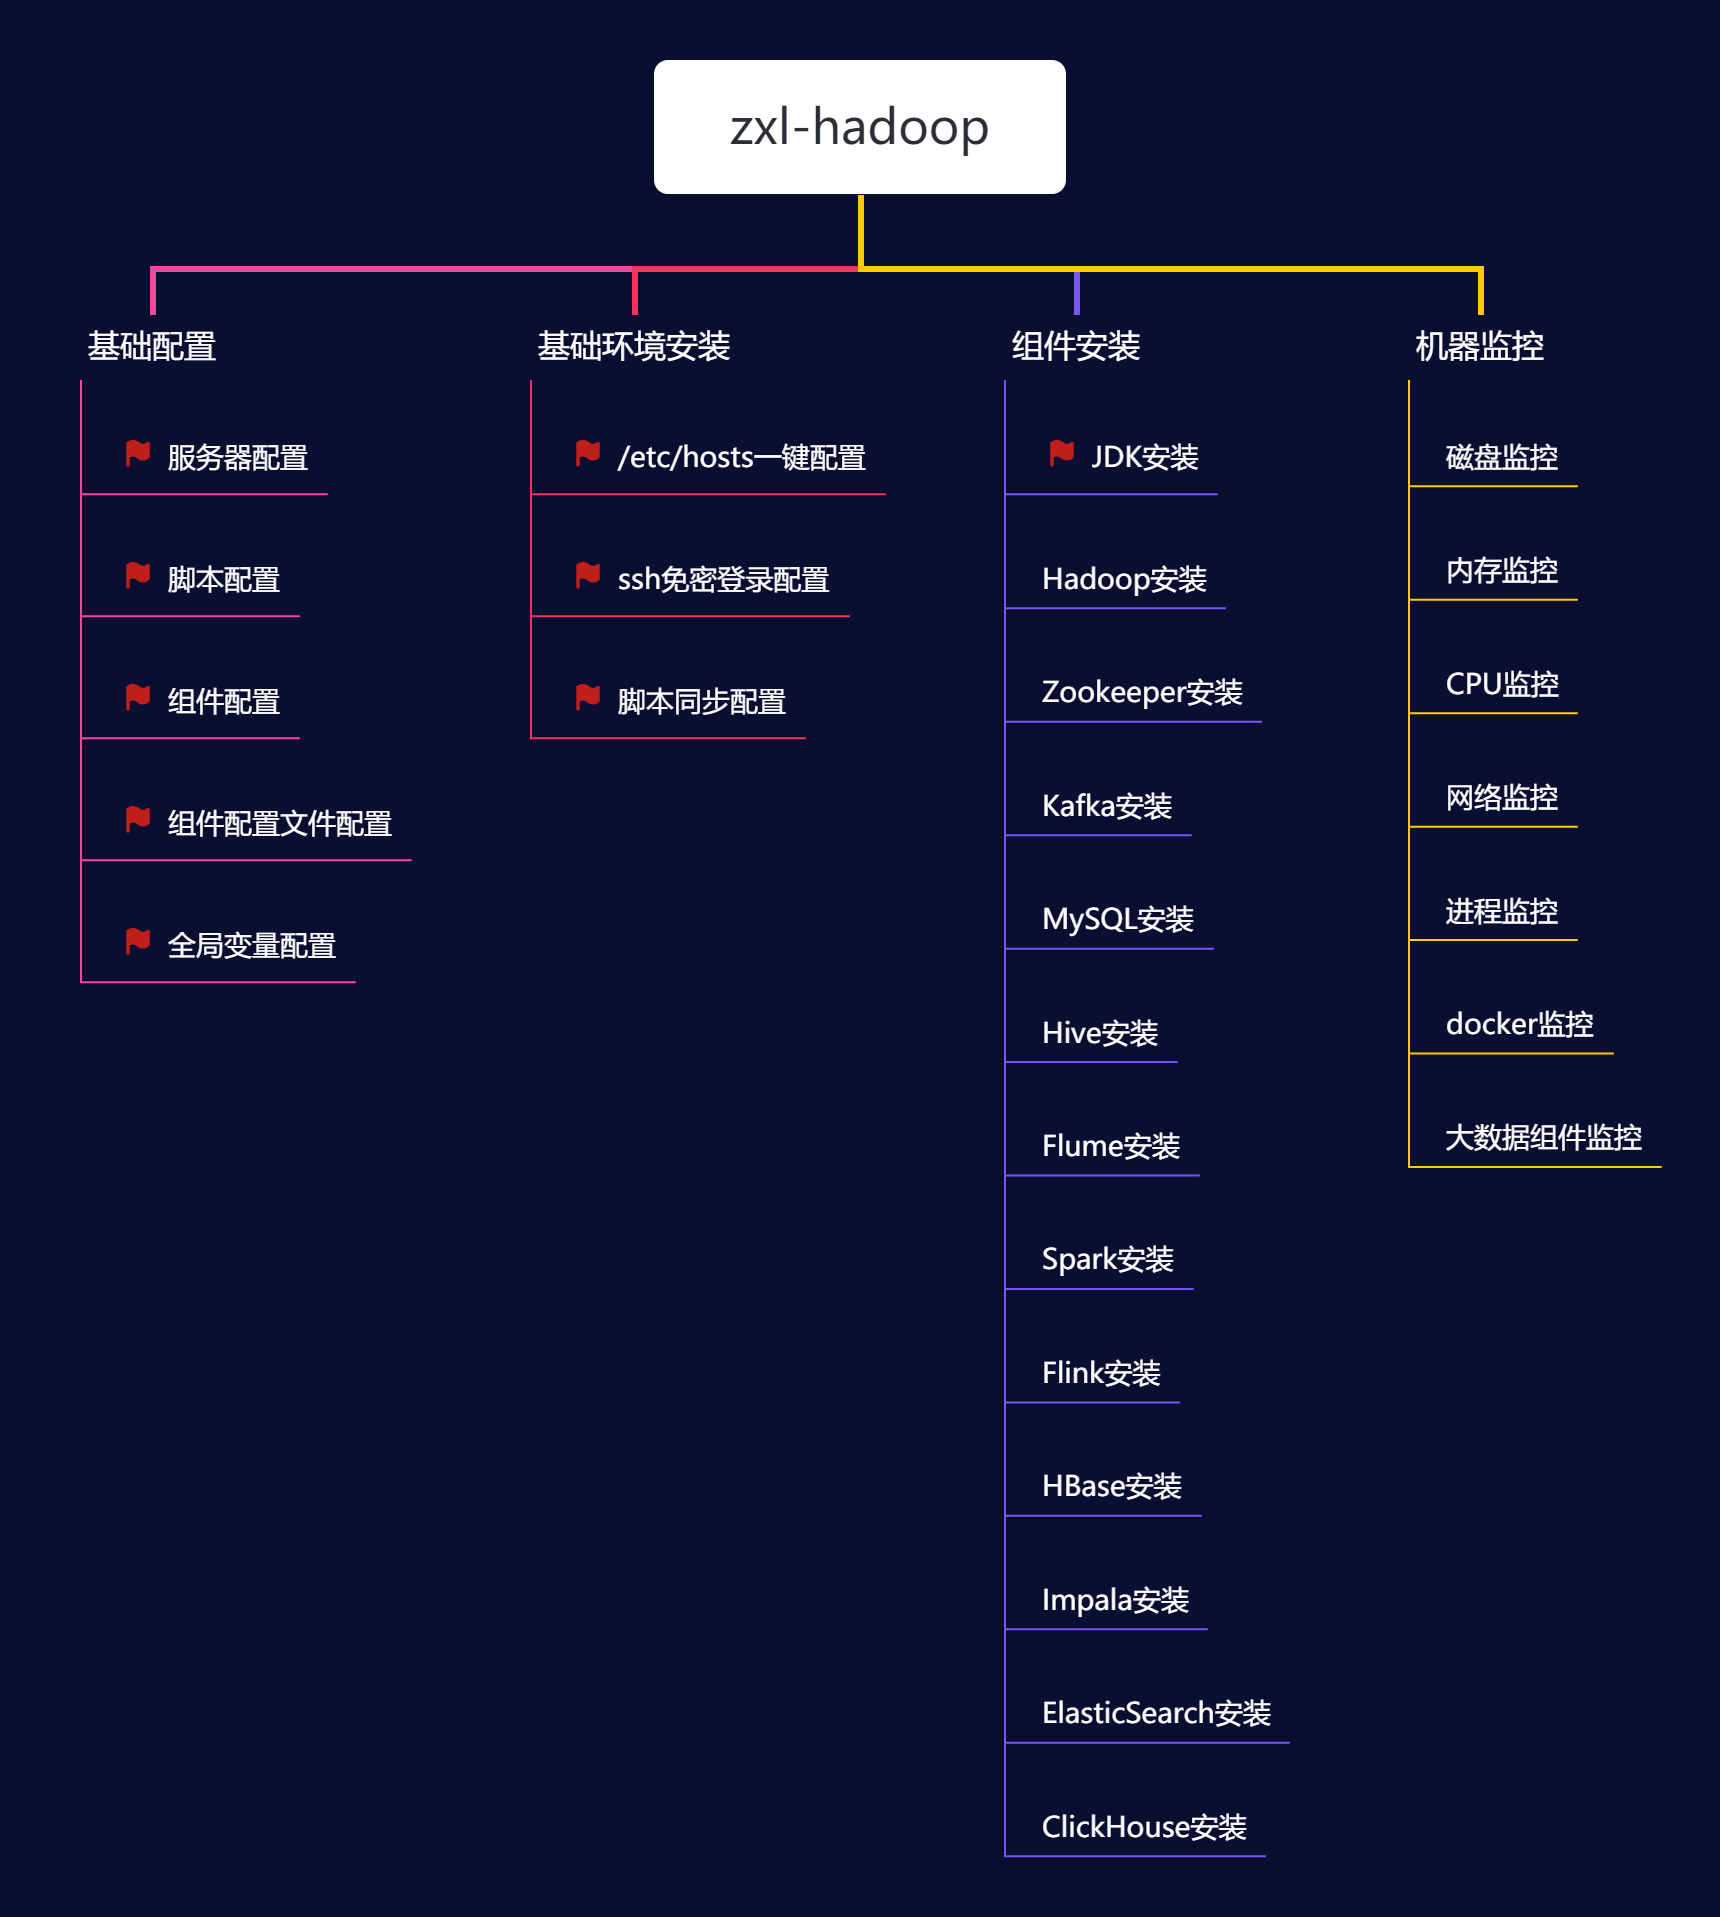 zxl-hadoop
基础配置
服务器配置
脚本配置
组件配置
组件配置文件配置
全局变量配置
基础环境安装
/etc/hosts一键配置
ssh免密登录配置
脚本同步配置
组件安装
JDK安装
Hadoop安装
Zookeeper安装
Kafka安装
MySQL安装
Hive安装
Flume安装
Spark安装
Flink安装
HBase安装
Impala安装
ElasticSearch安装
ClickHouse安装
机器监控
磁盘监控
内存监控
CPU监控
网络监控
进程监控
docker监控
大数据组件监控